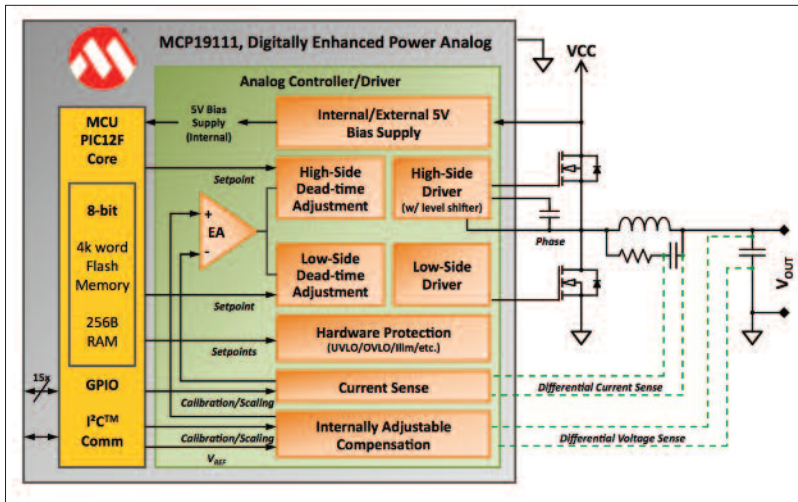 MCP19111, Digitally Enhanced Power Analog
VCC
Analog Controller/Driver
MCU
PIC12F
Core
5V Bias
Supply
(Internal)
Internal/External 5V
Bias Supply
Setpoint
High-Side
Dead-time
Adjustment
High-Side
Driver
(w/ level shifter)
8-bit
4k word
Flash
Memory
256B
RAM
+
EA
-
Phase
Low-Side
Dead-time
Adjustment
Low-Side
Driver
VOUT
Setpoint
Hardware Protection
(UVLO/OVLO/Ilim/etc.)
Setpoints
15x
GPIO
Current Sense
Differential Current Sense
Calibration/Scaling
I²C™
Comm
Internally Adjustable
Compensation
Calibration/Scaling
Differential Voltage Sense
VREF